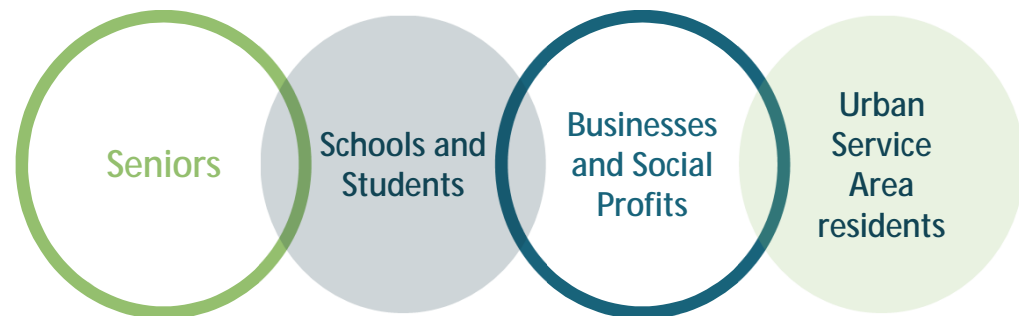 Seniors
Schools and
Students
Businesses
and Social
Profits
Urban
Service
Area
residents